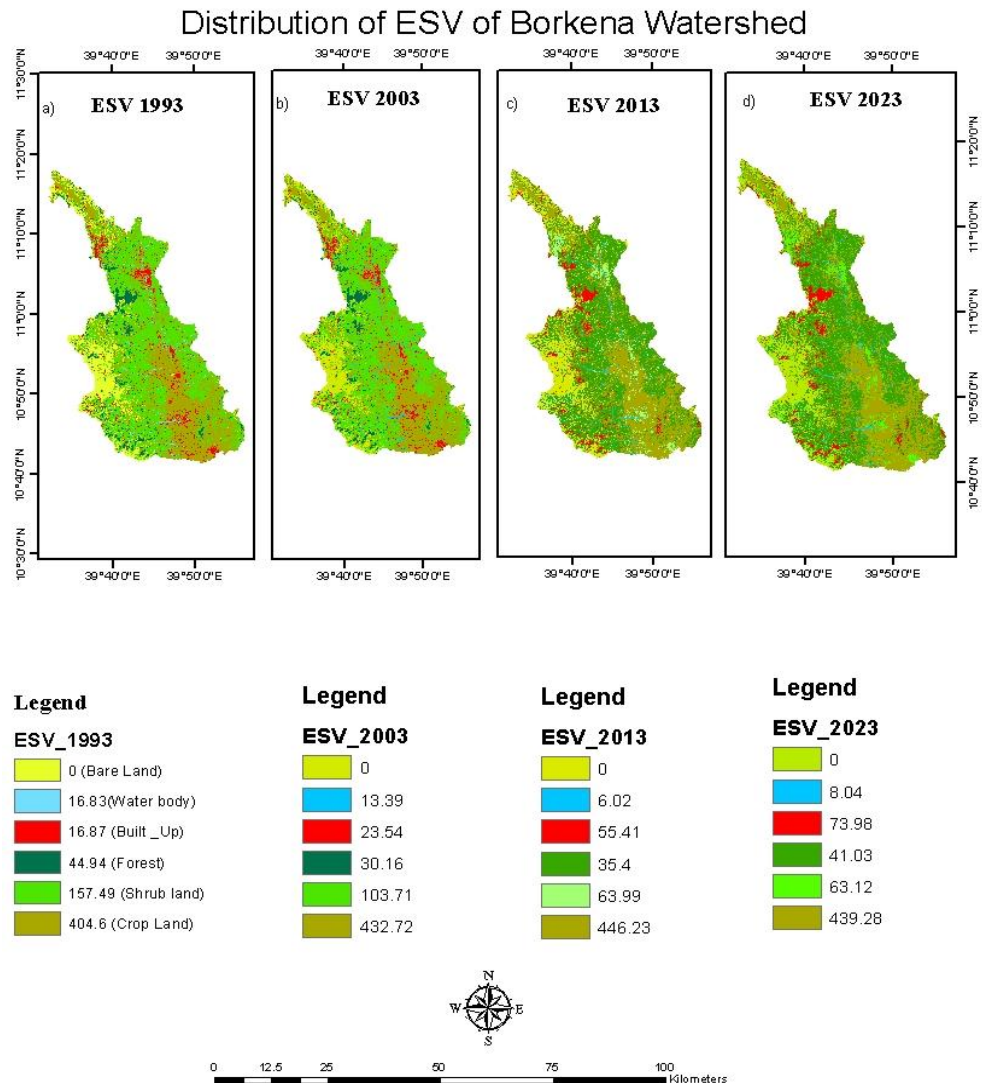 Distribution of ESV of Borkena Watershed
39°40'0"E 39°50'0"E 39°40'0"E 39°50'0"E 39°40'0"E 39°50'0"E 39°40'0"E 39°50'0"E
a) ESV 1993
b) ESV 2003
c) ESV 2013
d) ESV 2023
11°30'0"N
11°20'0"N
11°10'0"N
11°0'0"N
10°50'0"N
10°40'0"N
10°30'0"N
11°20'0"N
11°10'0"N
11°0'0"N
10°50'0"N
10°40'0"N
39°40'0"E 39°50'0"E 39°40'0"E 39°50'0"E 39°40'0"E 39°50'0"E 39°40'0"E 39°50'0"E
Legend
ESV_1993
0 (Bare Land)
16.83(Water body)
16.87 (Built _Up)
44.94 (Forest)
157.49 (Shrub land)
404.6 (Crop Land)
Legend
ESV_2003
0
13.39
23.54
30.16
103.71
432.72
Legend
ESV_2013
0
6.02
55.41
35.4
63.99
446.23
Legend
ESV_2023
0
8.04
73.98
41.03
63.12
439.28
N
W E
S
0 12.5 25 50 75 100
Kilometers